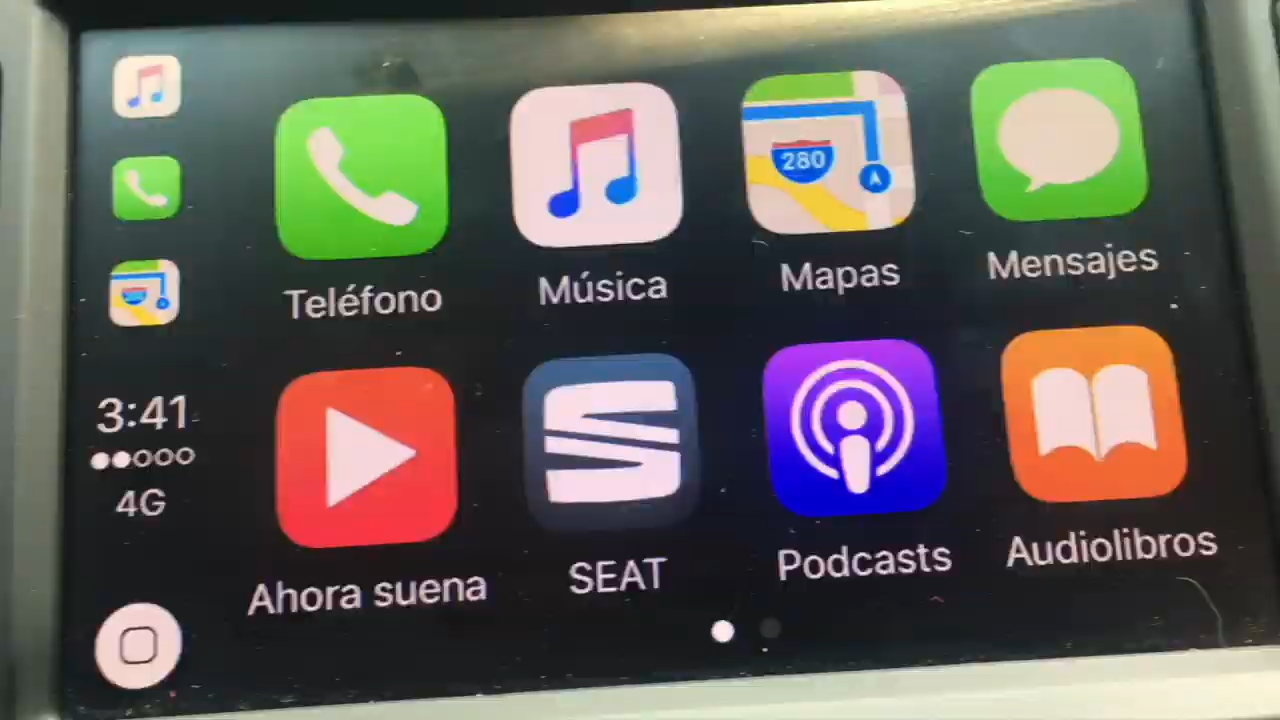 Teléfono
Música
Mapas
280
A
Mensajes
3:41
4G
Ahora suena
SEAT
Podcasts
Audiolibros